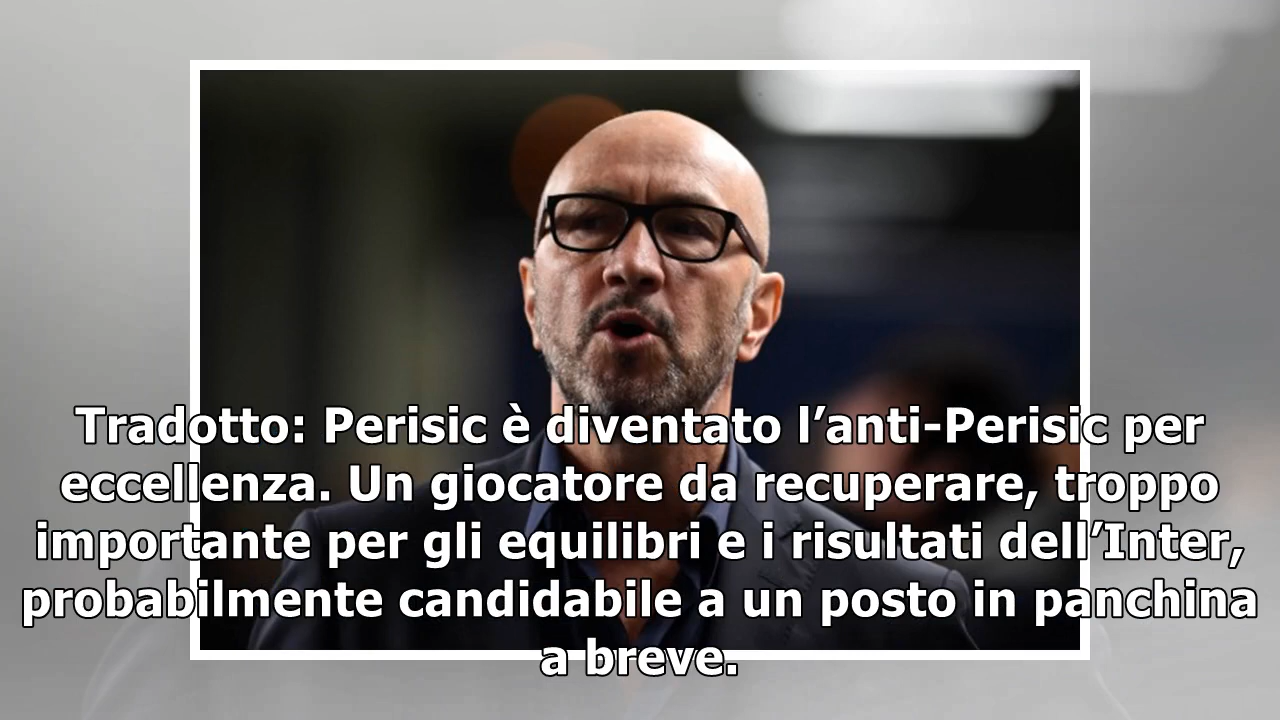 Tradotto: Perisic è diventato l’anti-Perisic per
eccellenza. Un giocatore da recuperare, troppo
importante per gli equilibri e i risultati dell’Inter,
probabilmente candidabile a un posto in panchina
a breve.